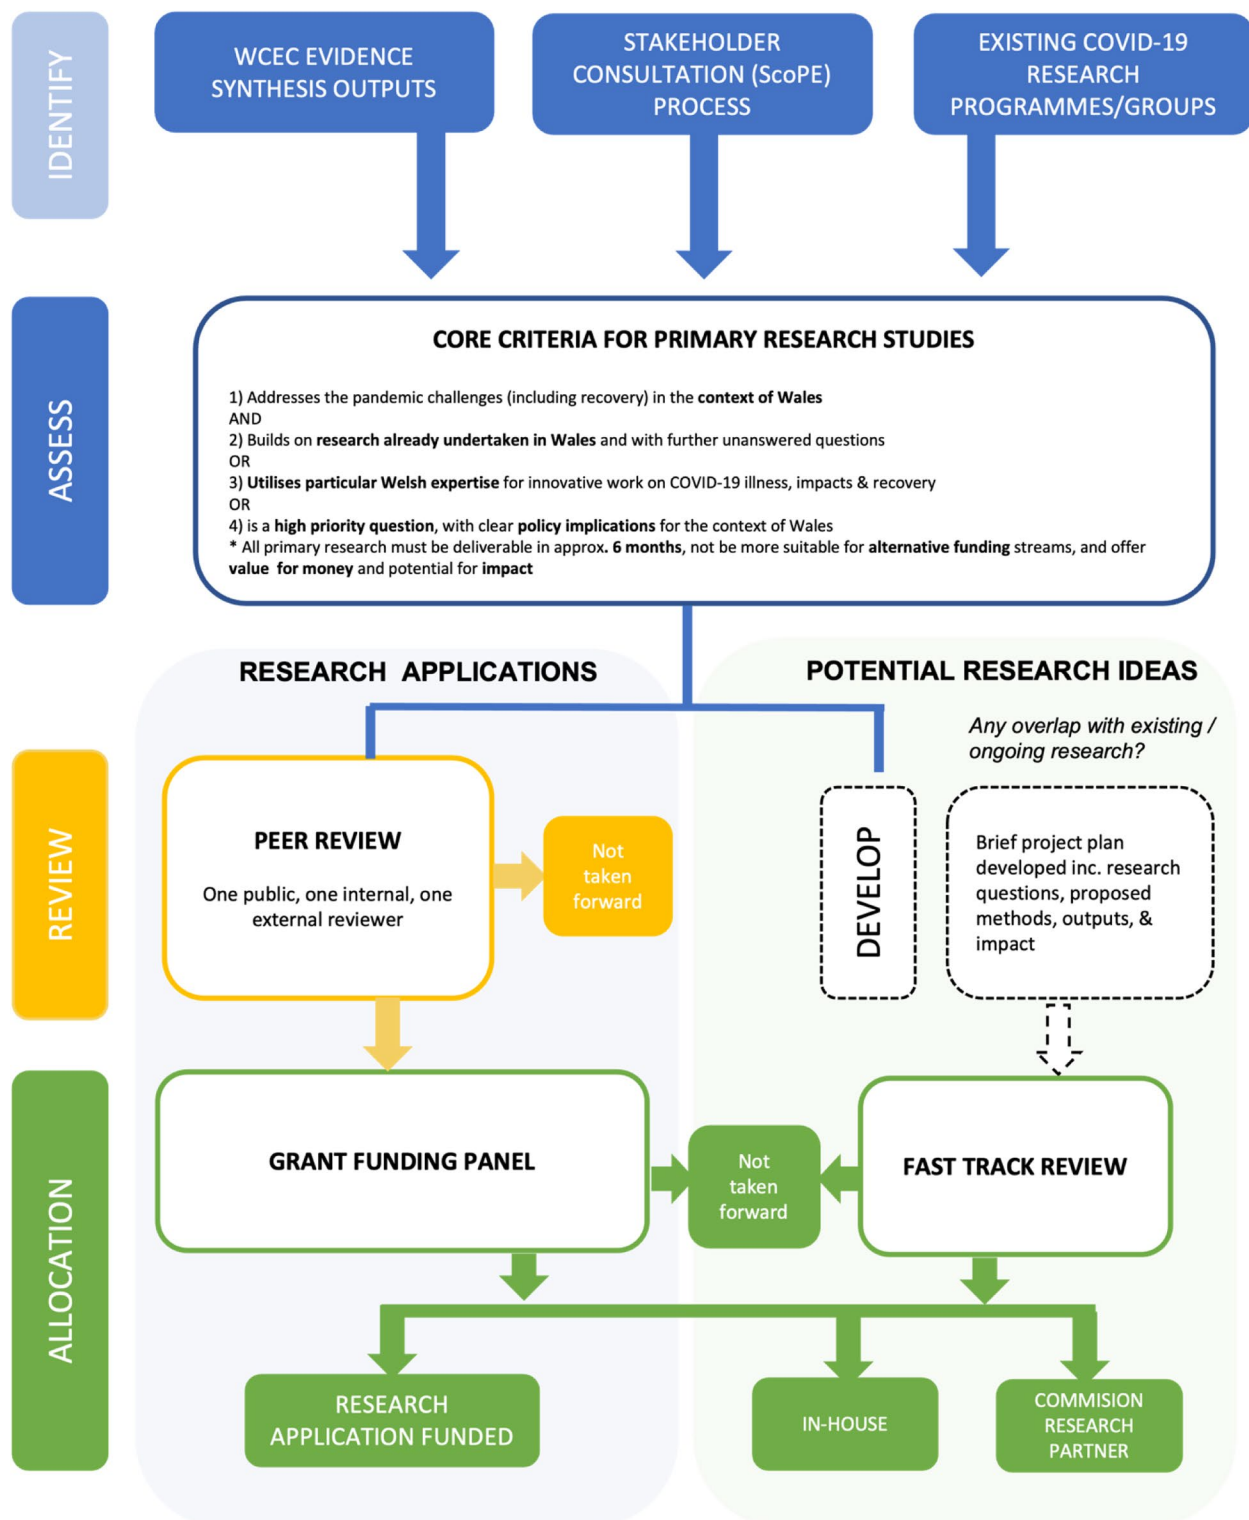 IDENTIFY
WCEC EVIDENCE
SYNTHESIS OUTPUTS
STAKEHOLDER
CONSULTATION (ScoPE)
PROCESS
EXISTING COVID-19
RESEARCH
PROGRAMMES/GROUPS
ASSESS
CORE CRITERIA FOR PRIMARY RESEARCH STUDIES
1) Addresses the pandemic challenges (including recovery) in the context of Wales
AND
2) Builds on research already undertaken in Wales and with further unanswered questions
OR
3) Utilises particular Welsh expertise for innovative work on COVID-19 illness, impacts & recovery
OR
4) is a high priority question, with clear policy implications for the context of Wales
* All primary research must be deliverable in approx. 6 months, not be more suitable for alternative funding streams, and offer
value for money and potential for impact
RESEARCH APPLICATIONS
POTENTIAL RESEARCH IDEAS
REVIEW
PEER REVIEW
One public, one internal, one
external reviewer
Not
taken
forward
DEVELOP
Any overlap with existing /
ongoing research?
Brief project plan
developed inc. research
questions, proposed
methods, outputs, &
impact
ALLOCATION
GRANT FUNDING PANEL
Not
taken
forward
FAST TRACK REVIEW
RESEARCH
APPLICATION FUNDED
IN-HOUSE
COMMISION
RESEARCH
PARTNER